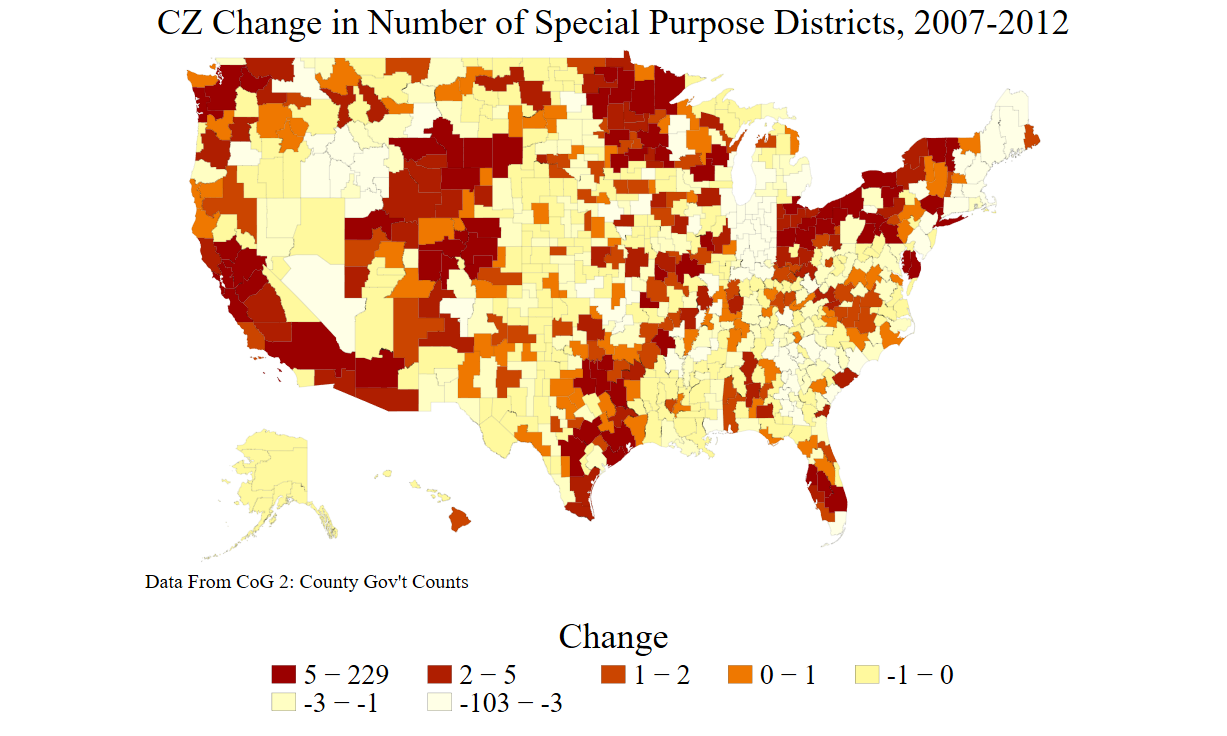 CZ Change in Number of Special Purpose Districts, 2007-2012
Data From CoG 2: County Gov't Counts
Change
5 − 229
2 − 5
1 − 2
0 − 1
-1 − 0
-3 − -1
-103 − -3